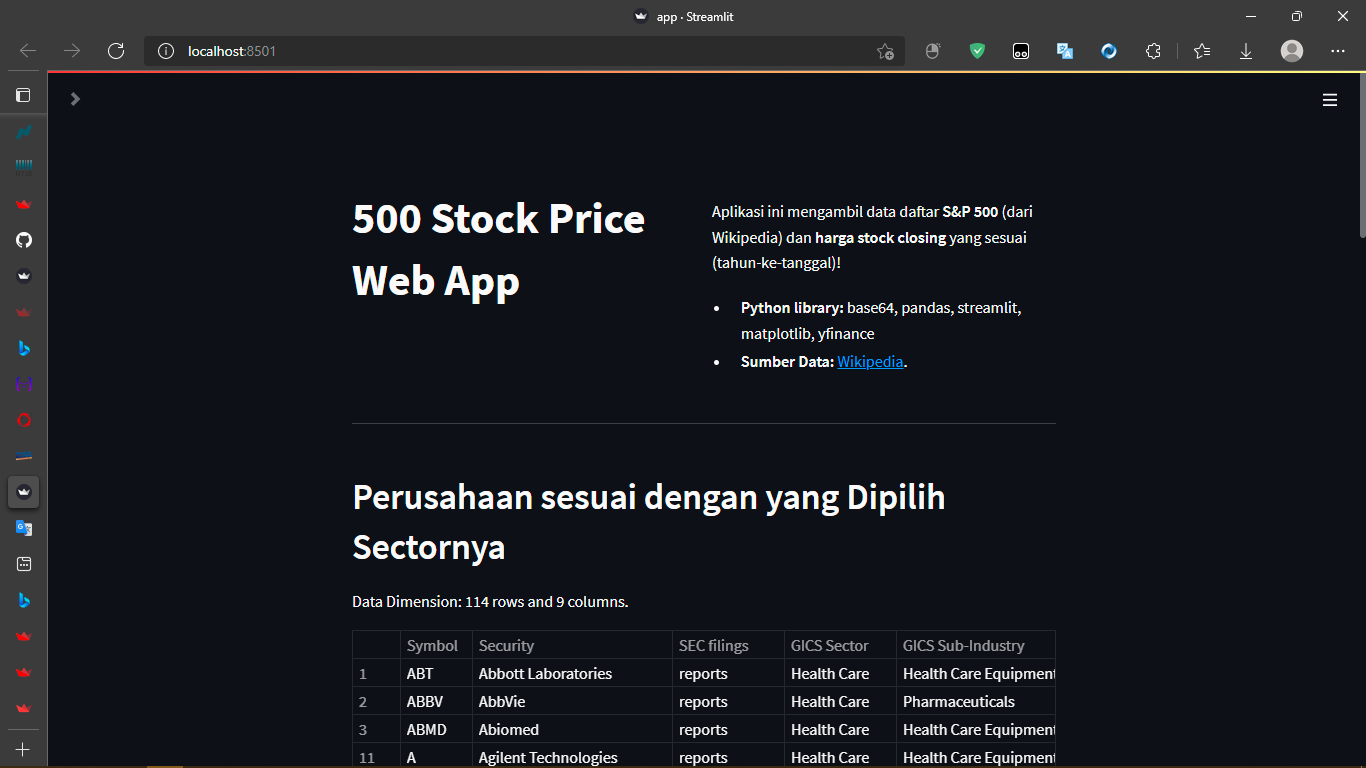 app · Streamlit
localhost:8501
500 Stock Price
Web App
Aplikasi ini mengambil data daftar S&P 500 (dari
Wikipedia) dan harga stock closing yang sesuai
(tahun-ke-tanggal)!
• Python library: base64, pandas, streamlit,
matplotlib, yfinance
• Sumber Data: Wikipedia.
Perusahaan sesuai dengan yang Dipilih
Sectornya
Data Dimension: 114 rows and 9 columns.
Symbol Security SEC filings GICS Sector GICS Sub-Industry
1 ABT Abbott Laboratories reports Health Care Health Care Equipment
2 ABBV AbbVie reports Health Care Pharmaceuticals
3 ABMD Abiomed reports Health Care Health Care Equipment
11 A Agilent Technologies reports Health Care Health Care Equipment